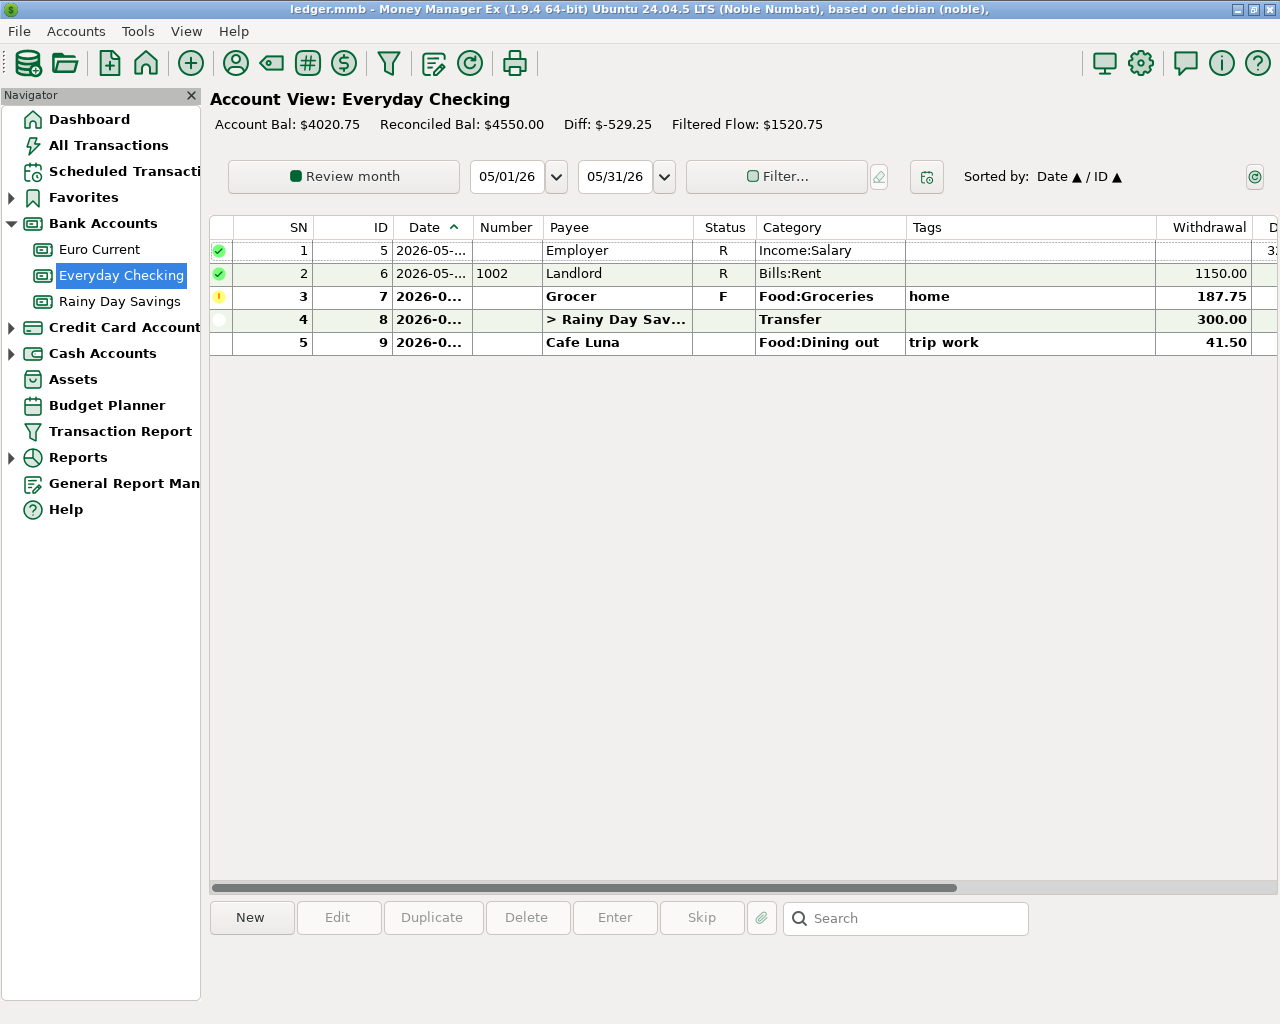 ledger.mmb - Money Manager Ex (1.9.4 64-bit) Ubuntu 24.04.5 LTS (Noble Numbat), based on debian (noble),
File Accounts Tools View Help
Navigator
Dashboard
All Transactions
Scheduled Transacti
Favorites
Bank Accounts
Euro Current
Everyday Checking
Rainy Day Savings
Credit Card Account
Cash Accounts
Assets
Budget Planner
Transaction Report
Reports
General Report Man
Help
Account View: Everyday Checking
Account Bal: $4020.75 Reconciled Bal: $4550.00 Diff: $-529.25 Filtered Flow: $1520.75
Review month 05/01/26 05/31/26 Filter... Sorted by: Date ▲ / ID ▲
SN ID Date Number Payee Status Category Tags Withdrawal D
1 5 2026-05-... Employer R Income:Salary 32
2 6 2026-05-... 1002 Landlord R Bills:Rent 1150.00
3 7 2026-0... Grocer F Food:Groceries home 187.75
4 8 2026-0... > Rainy Day Sav... Transfer 300.00
5 9 2026-0... Cafe Luna Food:Dining out trip work 41.50
New Edit Duplicate Delete Enter Skip Search